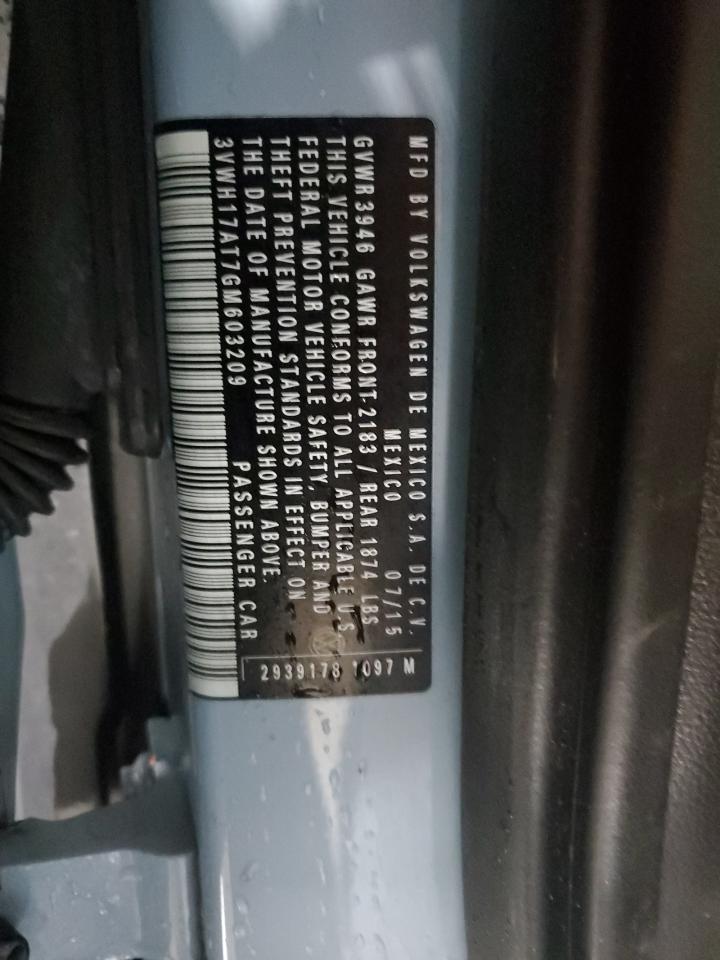 MFD BY VOLKSWAGEN DE MEXICO S.A. DE C.V.
MEXICO 07/15
GVWR 3946 GAWR FRONT-2183 / REAR 1874 LBS
THIS VEHICLE CONFORMS TO ALL APPLICABLE U.S.
FEDERAL MOTOR VEHICLE SAFETY, BUMPER AND
THEFT PREVENTION STANDARDS IN EFFECT ON
THE DATE OF MANUFACTURE SHOWN ABOVE.
3VWH17AT7GM603209 PASSENGER CAR
2939178 1097 M